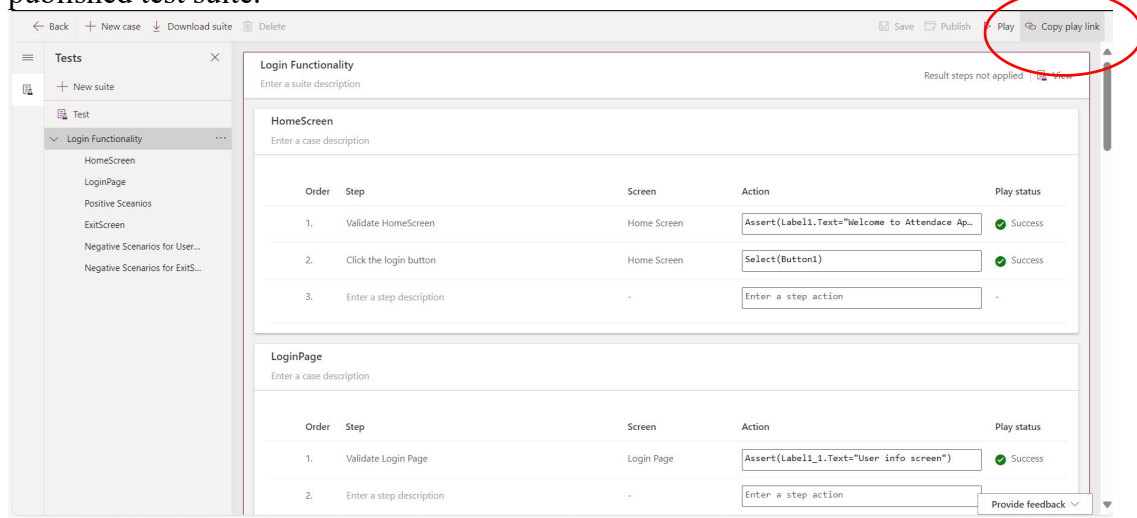 published test suite.
Back New case Download suite Delete Save Publish Play Copy play link
Tests
New suite
Test
Login Functionality ...
HomeScreen
LoginPage
Positive Sceanios
ExitScreen
Negative Scenarios for User...
Negative Scenarios for ExitS...
Login Functionality
Enter a suite description
Result steps not applied View
HomeScreen
Enter a case description
Order Step Screen Action Play status
1. Validate HomeScreen Home Screen Assert(Label1.Text="Welcome to Attendace Ap… Success
2. Click the login button Home Screen Select(Button1) Success
3. Enter a step description - Enter a step action -
LoginPage
Enter a case description
Order Step Screen Action Play status
1. Validate Login Page Login Page Assert(Label1_1.Text="User info screen") Success
2. Enter a step description - Enter a step action
Provide feedback